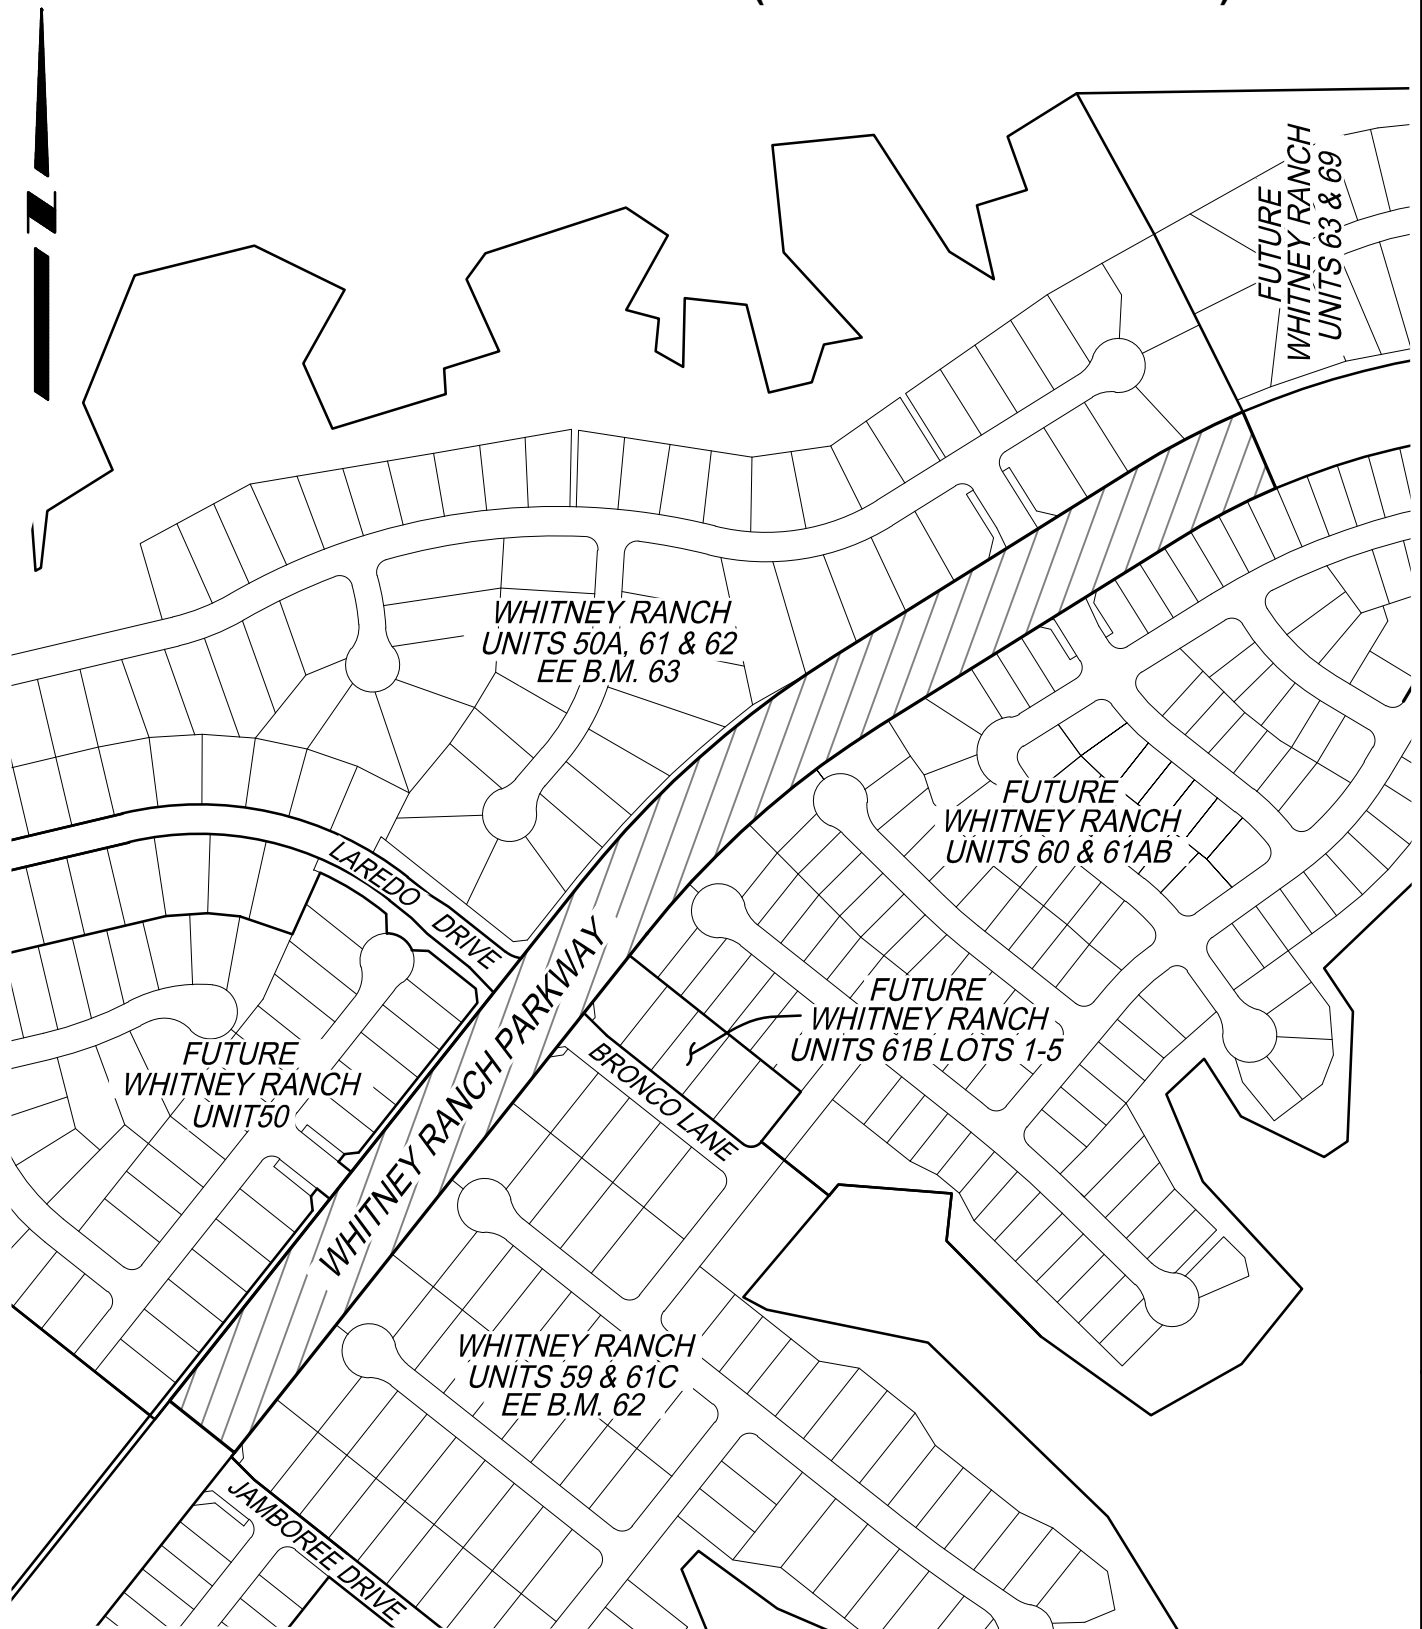 N
FUTURE
WHITNEY RANCH
UNITS 63 & 69
WHITNEY RANCH
UNITS 50A, 61 & 62
EE B.M. 63
FUTURE
WHITNEY RANCH
UNITS 60 & 61AB
LAREDO DRIVE
WHITNEY RANCH PARKWAY
FUTURE
WHITNEY RANCH
UNITS 61B LOTS 1-5
BRONCO LANE
FUTURE
WHITNEY RANCH
UNIT50
WHITNEY RANCH
UNITS 59 & 61C
EE B.M. 62
JAMBOREE DRIVE